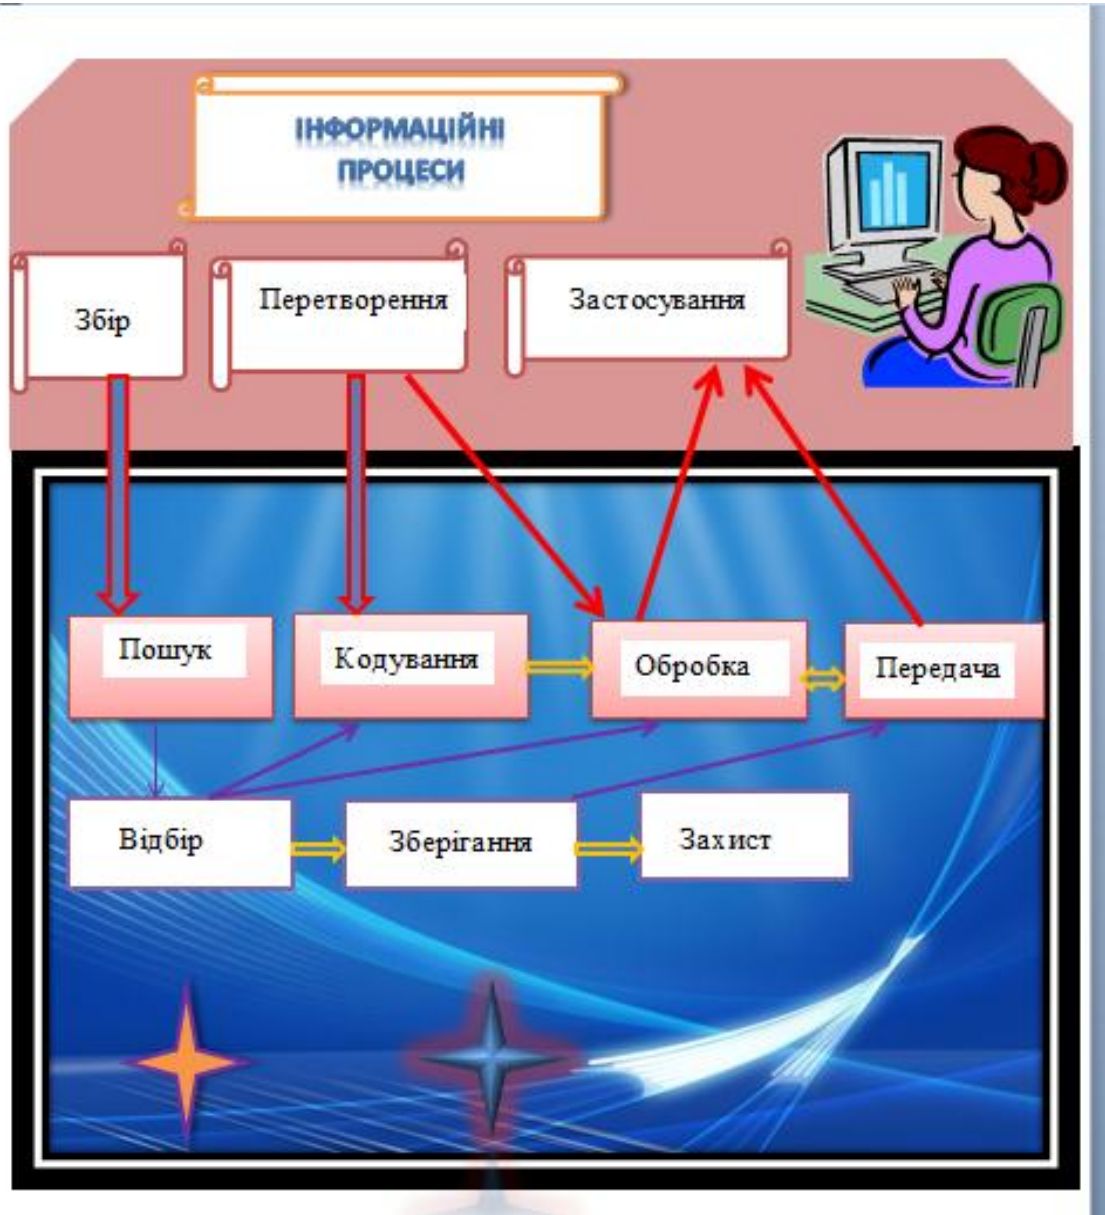 ІНФОРМАЦІЙНІ
ПРОЦЕСИ
Збір
Перетворення
Застосування
Пошук
Кодування
Обробка
Передача
Відбір
Зберігання
Захист